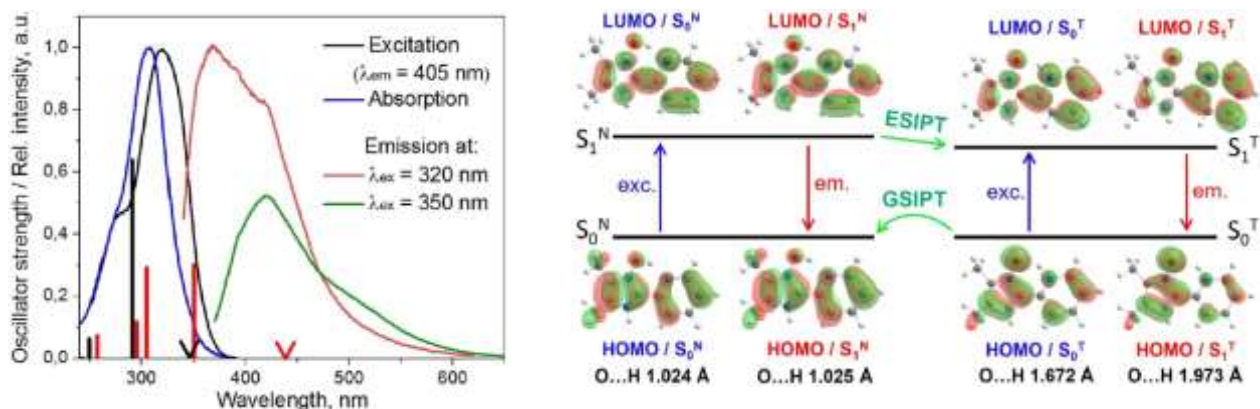 Oscillator strength / Rel. intensity, a.u.
1,0
0,8
0,6
0,4
0,2
0,0
300
400
500
600
Wavelength, nm
Excitation
(λem = 405 nm)
Absorption
Emission at:
λex = 320 nm
λex = 350 nm
LUMO / S₀ᴺ
LUMO / S₁ᴺ
LUMO / S₀ᵀ
LUMO / S₁ᵀ
S₁ᴺ
ESIPT
S₁ᵀ
exc.
em.
exc.
em.
GSIPT
S₀ᴺ
S₀ᵀ
HOMO / S₀ᴺ
HOMO / S₁ᴺ
HOMO / S₀ᵀ
HOMO / S₁ᵀ
O...H 1.024 Å
O...H 1.025 Å
O...H 1.672 Å
O...H 1.973 Å